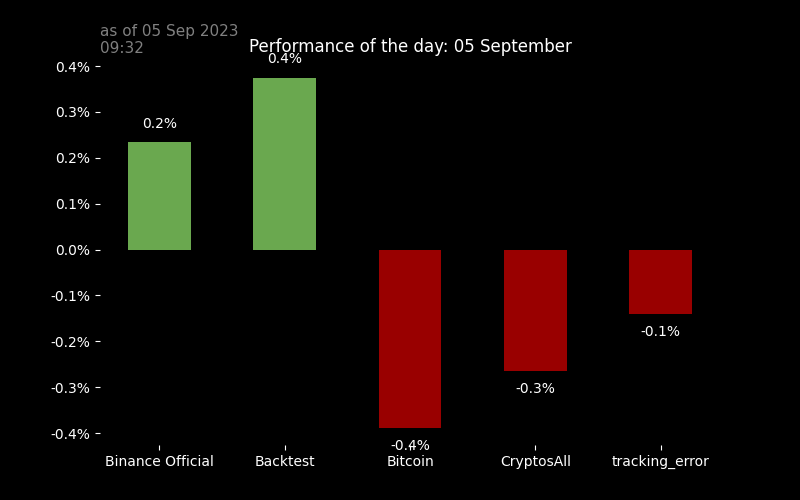 as of 05 Sep 2023
09:32
Performance of the day: 05 September
0.4%
0.4%
0.3%
0.2%
0.2%
0.1%
0.0%
-0.1%
-0.1%
-0.2%
-0.3%
-0.3%
-0.4%
-0.4%
Binance Official
Backtest
Bitcoin
CryptosAll
tracking_error